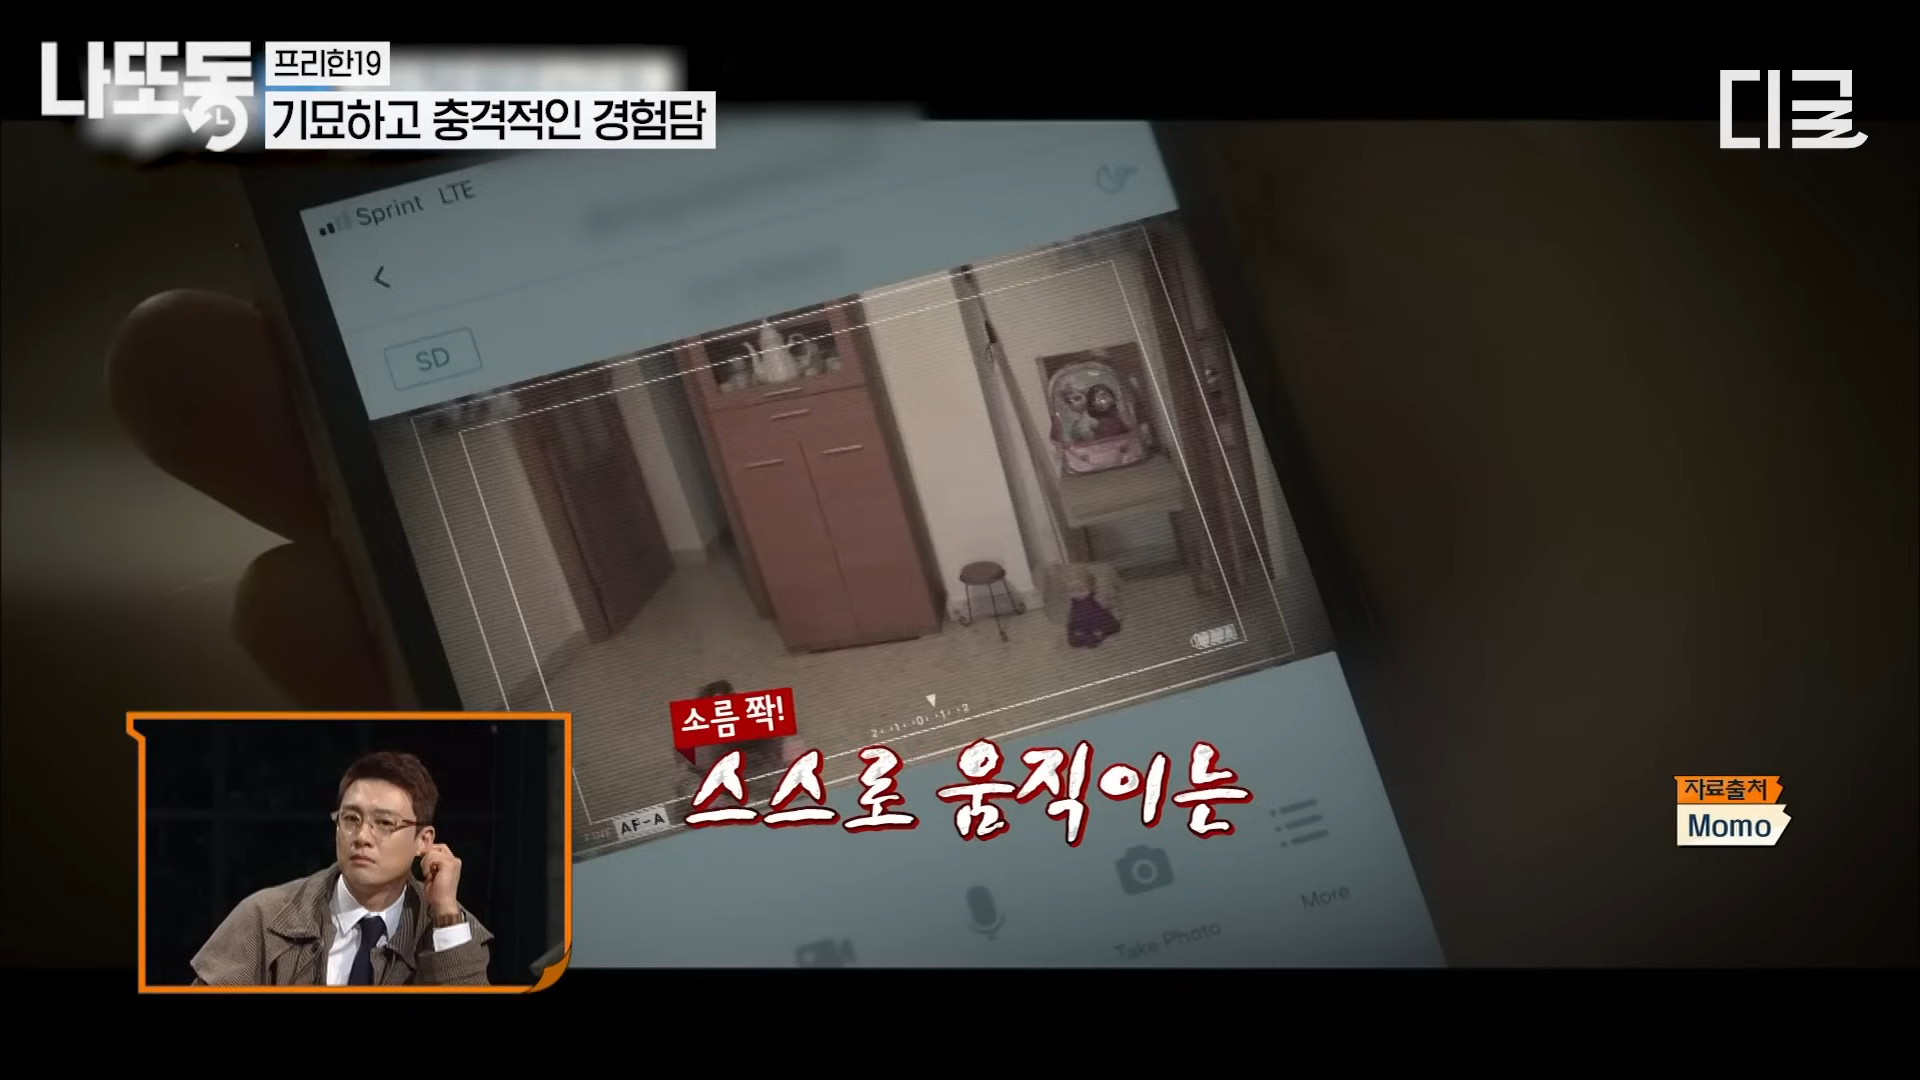 나또동
프리한19
기묘하고 충격적인 경험담
디글
Sprint LTE
SD
소름 쫙!
스스로 움직이는
AF-A
Take Photo
More
자료출처
Momo